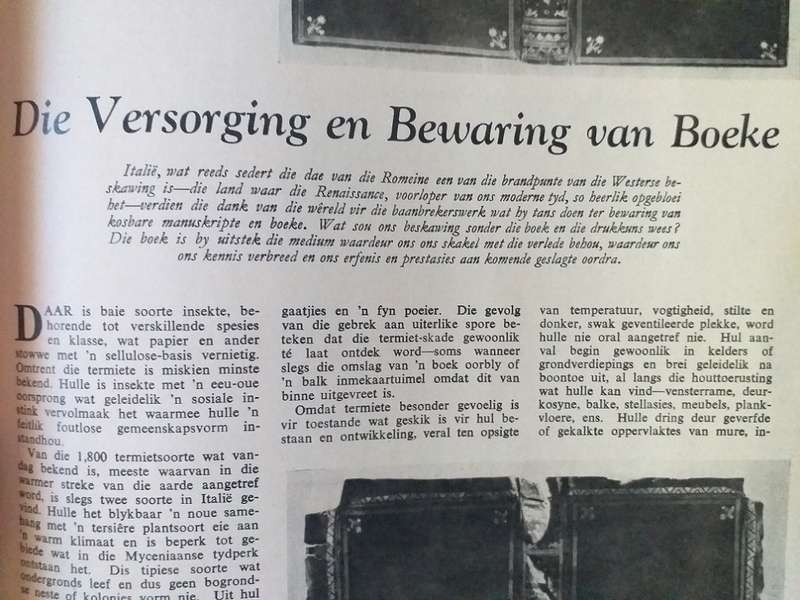 Die Versorging en Bewaring van Boeke
Italië, wat reeds sedert die dae van die Romeine een van die brandpunte van die Westerse be-
skawing is—die land waar die Renaissance, voorloper van ons moderne tyd, so heerlik opgebloei
het—verdien die dank van die wêreld vir die baanbrekerswerk wat hy tans doen ter bewaring van
kosbare manuskripte en boeke. Wat sou ons beskawing sonder die boek en die drukkuns wees?
Die boek is by uitstek die medium waardeur ons ons skakel met die verlede behou, waardeur ons
ons kennis verbreed en ons erfenis en prestasies aan komende geslagte oordra.
DAAR is baie soorte insekte, be-
horende tot verskillende spesies
en klasse, wat papier en ander
stowwe met 'n sellulose-basis vernietig.
Omtrent die termiete is miskien minste
bekend. Hulle is insekte met 'n eeu-oue
oorsprong wat geleidelik 'n sosiale in-
stink vervolmaak het waarmee hulle 'n
feitlik foutlose gemeenskapsvorm in-
standhou.
Van die 1,800 termietsoorte wat van-
dag bekend is, meeste waarvan in die
warmer streke van die aarde aangetref
word, is slegs twee soorte in Italië ge-
vind. Hulle het blykbaar 'n noue same-
hang met 'n tersiêre plantsoort eie aan
'n warm klimaat en is beperk tot ge-
biede wat in die Myceniaanse tydperk
ontstaan het. Dis tipiese soorte wat
ondergronds leef en dus geen bogrond-
se neste of kolonies vorm nie. Uit hul
gaatjies en 'n fyn poeier. Die gevolg
van die gebrek aan uiterlike spore be-
teken dat die termiet-skade gewoonlik
té laat ontdek word—soms wanneer
slegs die omslag van 'n boek oorbly of
'n balk inmekaartuimel omdat dit van
binne uitgevreet is.
Omdat termiete besonder gevoelig is
vir toestande wat geskik is vir hul be-
staan en ontwikkeling, veral ten opsigte
van temperatuur, vogtigheid, stilte en
donker, swak geventileerde plekke, word
hulle nie oral aangetref nie. Hul aan-
val begin gewoonlik in kelders of
grondverdiepings en brei geleidelik na
boontoe uit, al langs die houttoerusting
wat hulle kan vind—vensterrame, deur-
kosyne, balke, stellasies, meubels, plank-
vloere, ens. Hulle dring deur geverfde
of gekalkte oppervlaktes van mure, in-